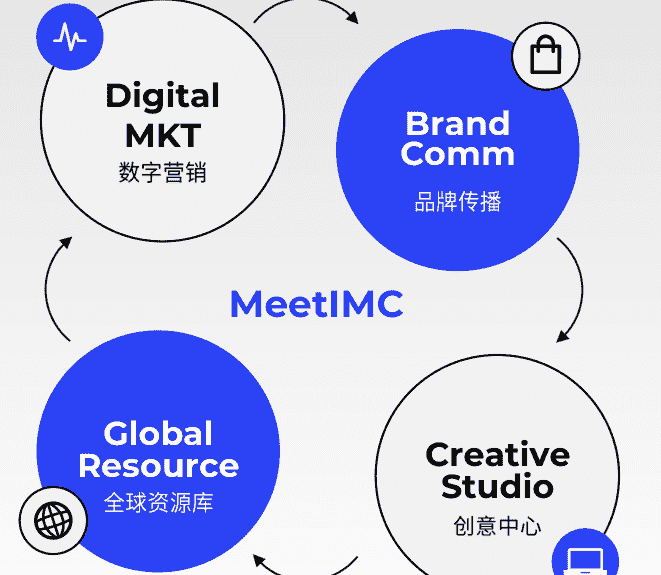 Digital
MKT
数字营销
Brand
Comm
品牌传播
MeetIMC
Global
Resource
全球资源库
Creative
Studio
创意中心